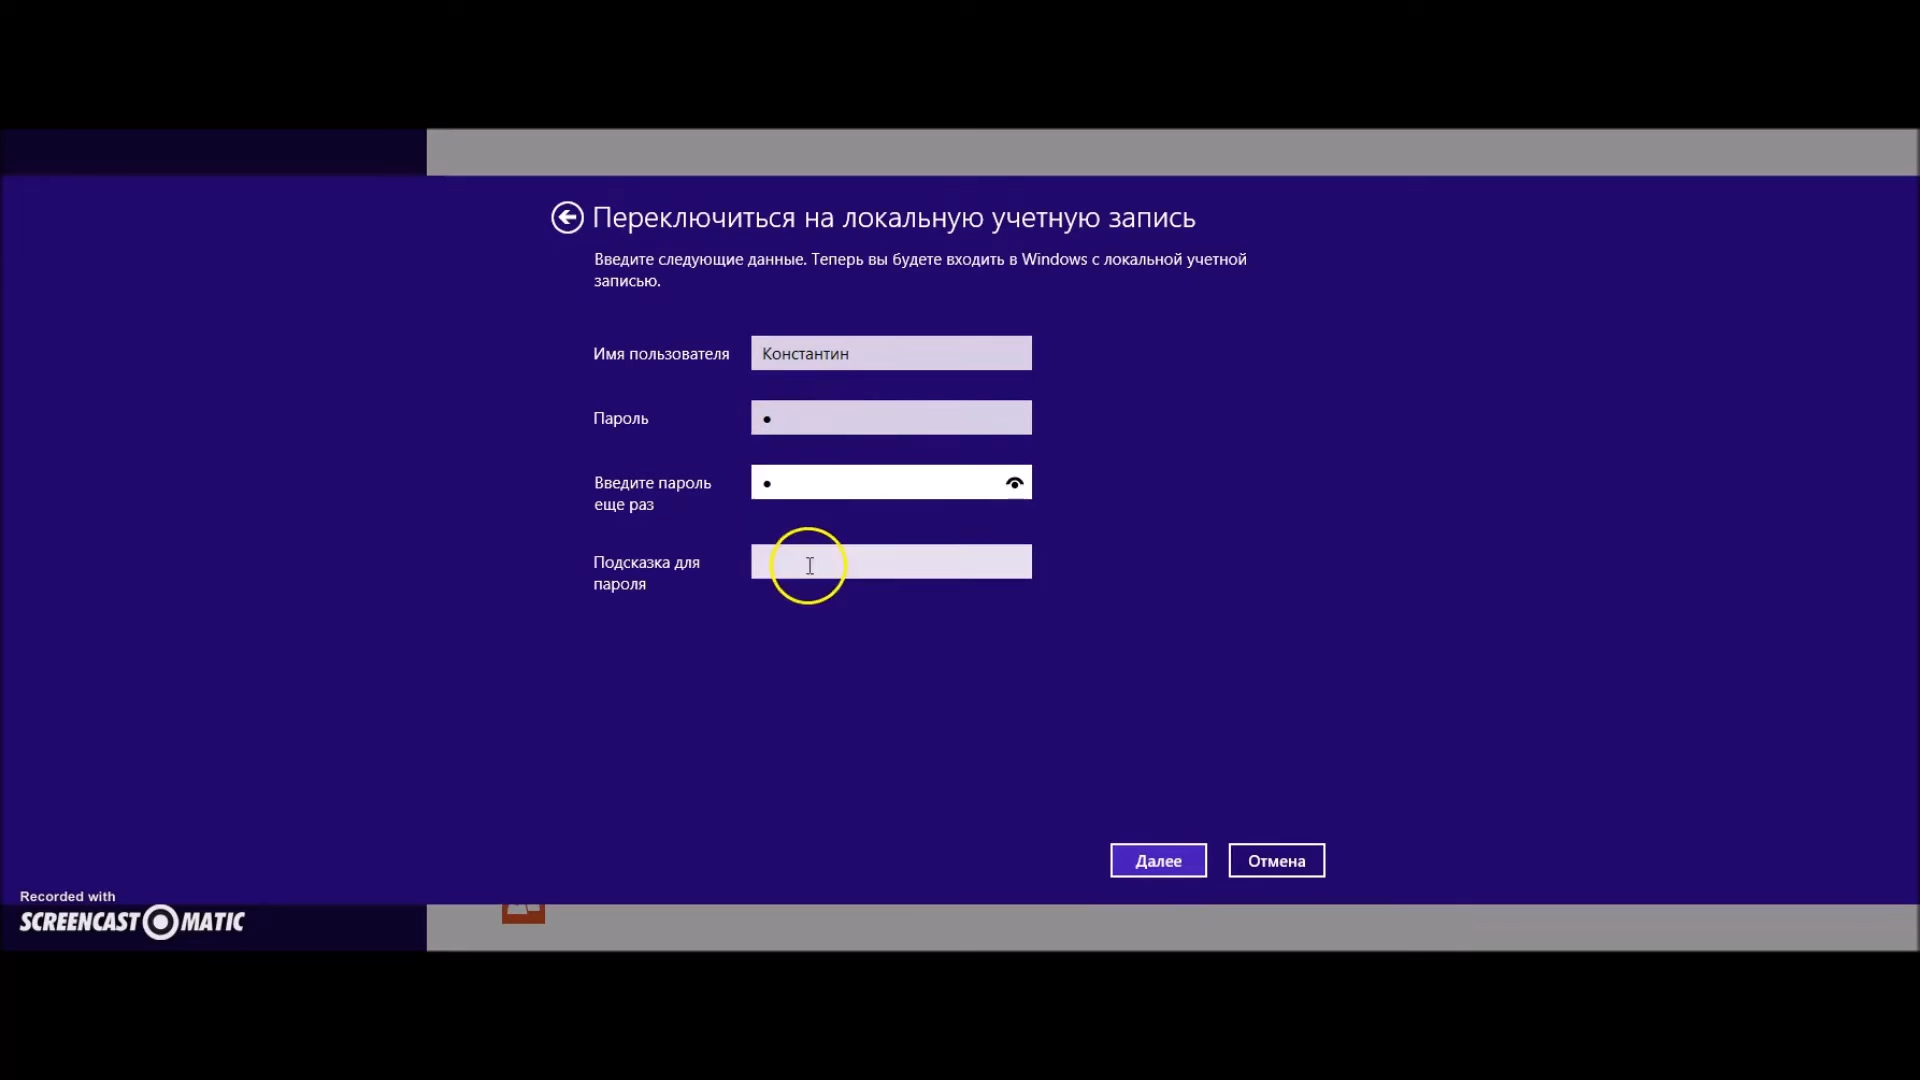 Переключиться на локальную учетную запись
Введите следующие данные. Теперь вы будете входить в Windows с локальной учетной
записью.
Имя пользователя
Константин
Пароль
Введите пароль
еще раз
Подсказка для
пароля
Далее
Отмена
Recorded with
SCREENCAST MATIC